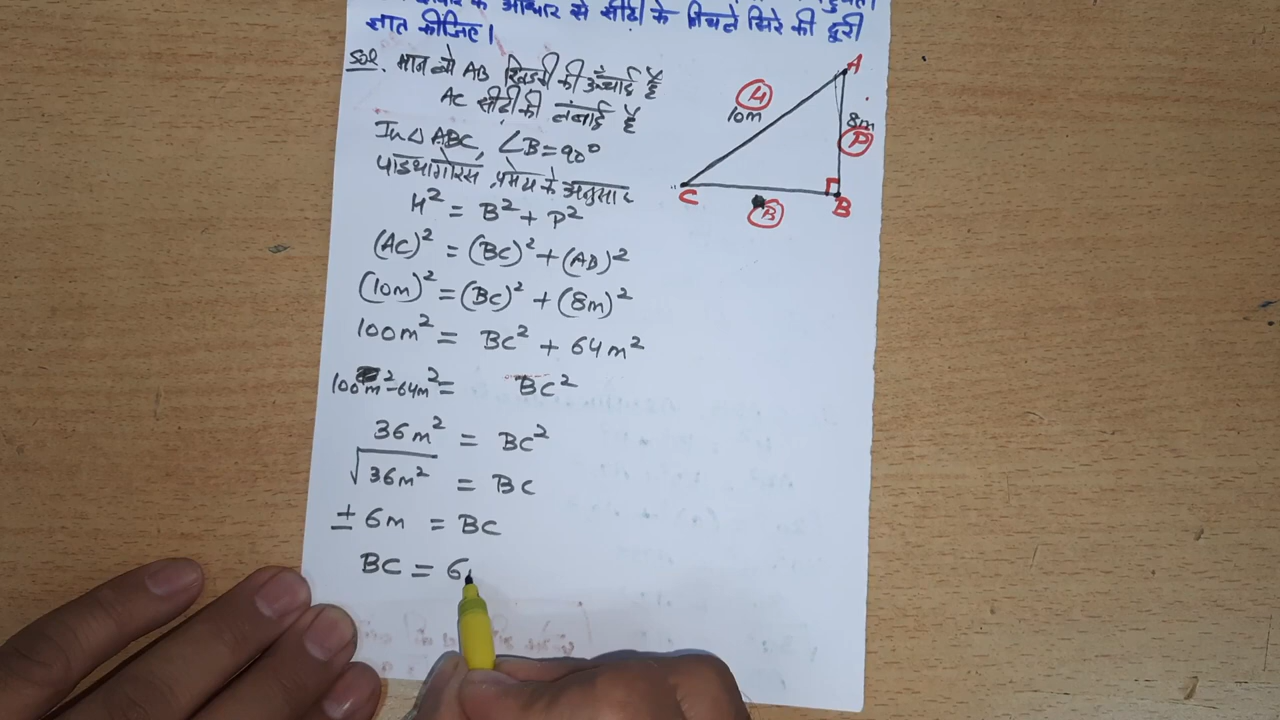 के आधार से सीढ़ी के निचले सिरे की दूरी
ज्ञात कीजिए।
Sol. मान लो AB खिड़की की ऊँचाई है
AC सीढ़ी की लंबाई है
In △ ABC, ∠B = 90°
पाइथागोरस प्रमेय के अनुसार
H² = B² + P²
(AC)² = (BC)² + (AB)²
(10m)² = (BC)² + (8m)²
100m² = BC² + 64m²
100m² - 64m² = BC²
36m² = BC²
√36m² = BC
± 6m = BC
BC = 6
A
H
10m
8m
P
C
B
B